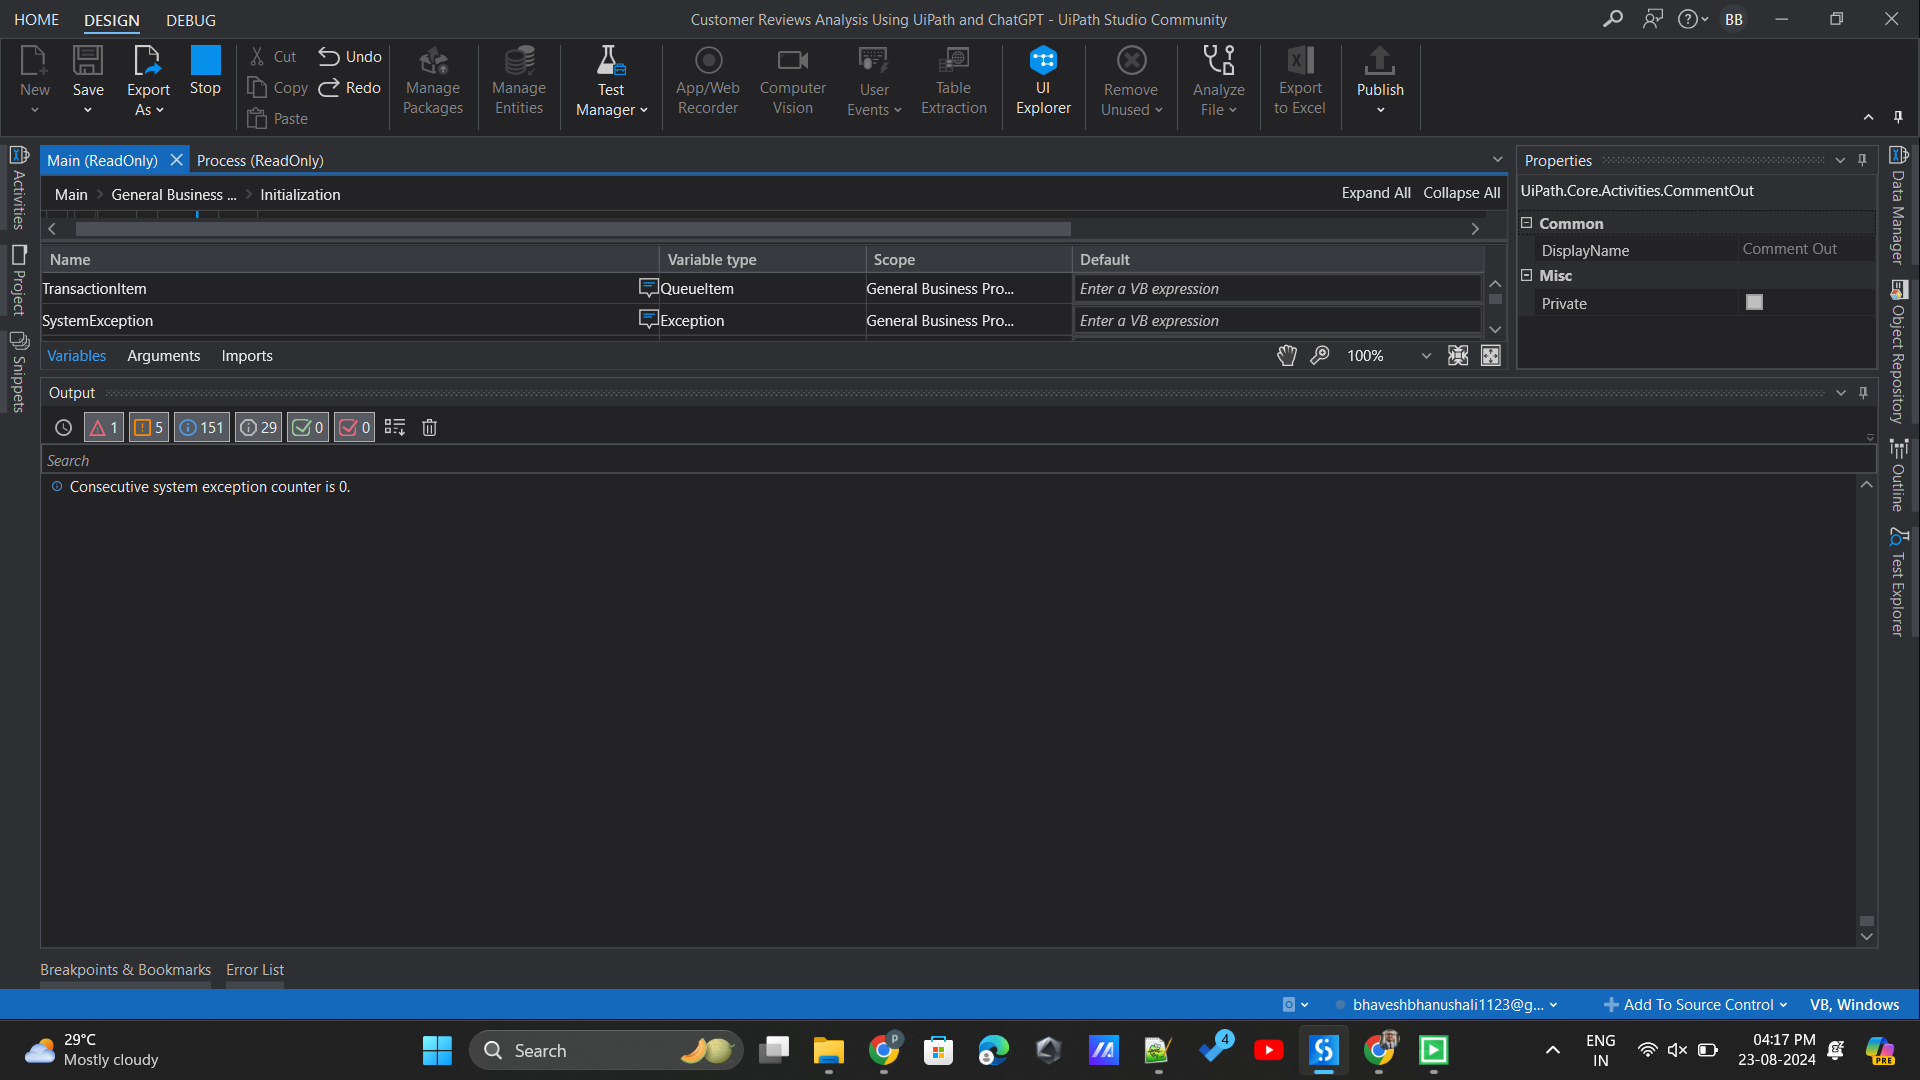 HOME DESIGN DEBUG
Customer Reviews Analysis Using UiPath and ChatGPT - UiPath Studio Community
BB
New
Save
Export As
Stop
Cut
Copy
Paste
Undo
Redo
Manage Packages
Manage Entities
Test Manager
App/Web Recorder
Computer Vision
User Events
Table Extraction
UI Explorer
Remove Unused
Analyze File
Export to Excel
Publish
Activities
Project
Snippets
Main (ReadOnly)
Process (ReadOnly)
Main General Business ... Initialization
Expand All Collapse All
Name Variable type Scope Default
TransactionItem QueueItem General Business Pro... Enter a VB expression
SystemException Exception General Business Pro... Enter a VB expression
Variables Arguments Imports
100%
Properties
UiPath.Core.Activities.CommentOut
Common
DisplayName Comment Out
Misc
Private
Data Manager
Object Repository
Outline
Test Explorer
Output
1 5 151 29 0 0
Search
Consecutive system exception counter is 0.
Breakpoints & Bookmarks Error List
bhaveshbhanushali1123@g...
Add To Source Control
VB, Windows
29°C
Mostly cloudy
Search
P
4
ENG
IN
04:17 PM
23-08-2024
PRE